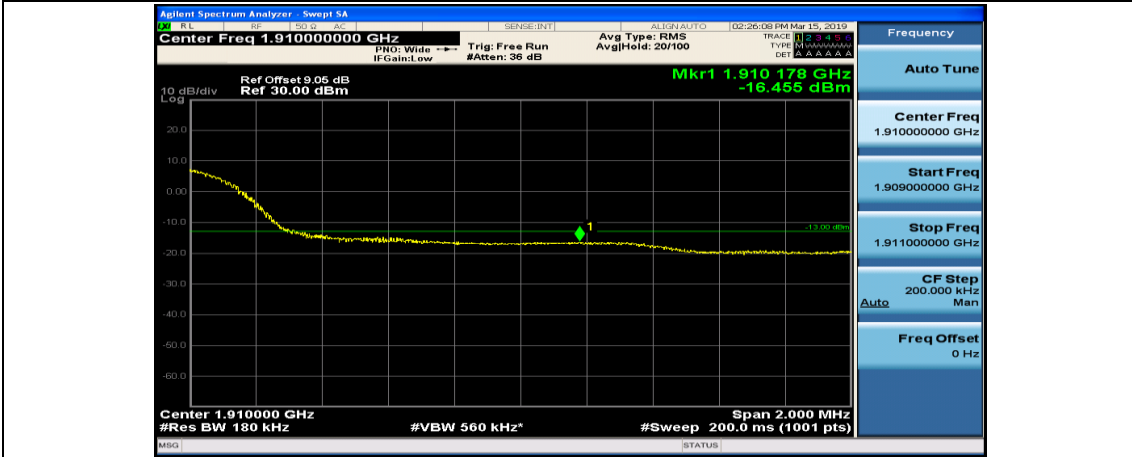 Agilent Spectrum Analyzer - Swept SA
RL RF 50 Ω AC SENSE:INT ALIGN AUTO 02:26:08 PM Mar 15, 2019
Center Freq 1.910000000 GHz
PNO: Wide
IFGain:Low
Trig: Free Run
#Atten: 36 dB
Avg Type: RMS
Avg|Hold: 20/100
TRACE 1 2 3 4 5 6
TYPE M
DET A A A A A A
Ref Offset 9.05 dB
Ref 30.00 dBm
10 dB/div
Log
Mkr1 1.910 178 GHz
-16.455 dBm
20.0
10.0
0.00
-10.0
-20.0
-30.0
-40.0
-50.0
-60.0
1
-13.00 dBm
Center 1.910000 GHz
Span 2.000 MHz
#Res BW 180 kHz
#VBW 560 kHz*
#Sweep 200.0 ms (1001 pts)
MSG
STATUS
Frequency
Auto Tune
Center Freq
1.910000000 GHz
Start Freq
1.909000000 GHz
Stop Freq
1.911000000 GHz
CF Step
200.000 kHz
Auto Man
Freq Offset
0 Hz